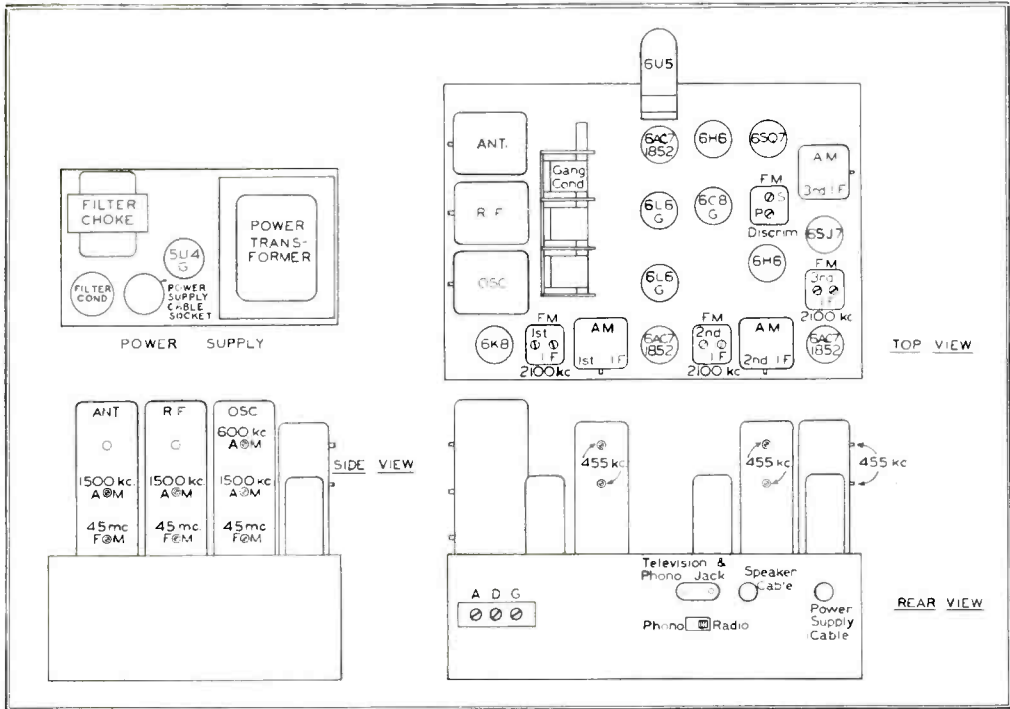 FILTER
CHOKE
5U4
G
POWER
TRANS-
FORMER
FILTER
COND
POWER
SUPPLY
CABLE
SOCKET
POWER SUPPLY
6U5
ANT.
RF
OSC
Gang
Cond
6AC7
1852
6H6
6SQ7
AM
3rd IF
6L6
G
6C8
G
FM
S
P
Discrim
6SJ7
6L6
G
6H6
FM
3rd
IF
2100 kc
6K8
FM
1st
IF
2100 kc
AM
1st IF
6AC7
1852
FM
2nd
IF
2100 kc
AM
2nd IF
6AC7
1852
TOP VIEW
ANT
RF
OSC
600 kc
A M
1500 kc.
A M
1500 kc
A M
1500 kc
A M
45 mc
F M
45 mc.
F M
45 mc
F M
SIDE VIEW
455 kc.
455 kc
455 kc
A D G
Television &
Phono Jack
Speaker
Cable
Phono Radio
Power
Supply
Cable
REAR VIEW